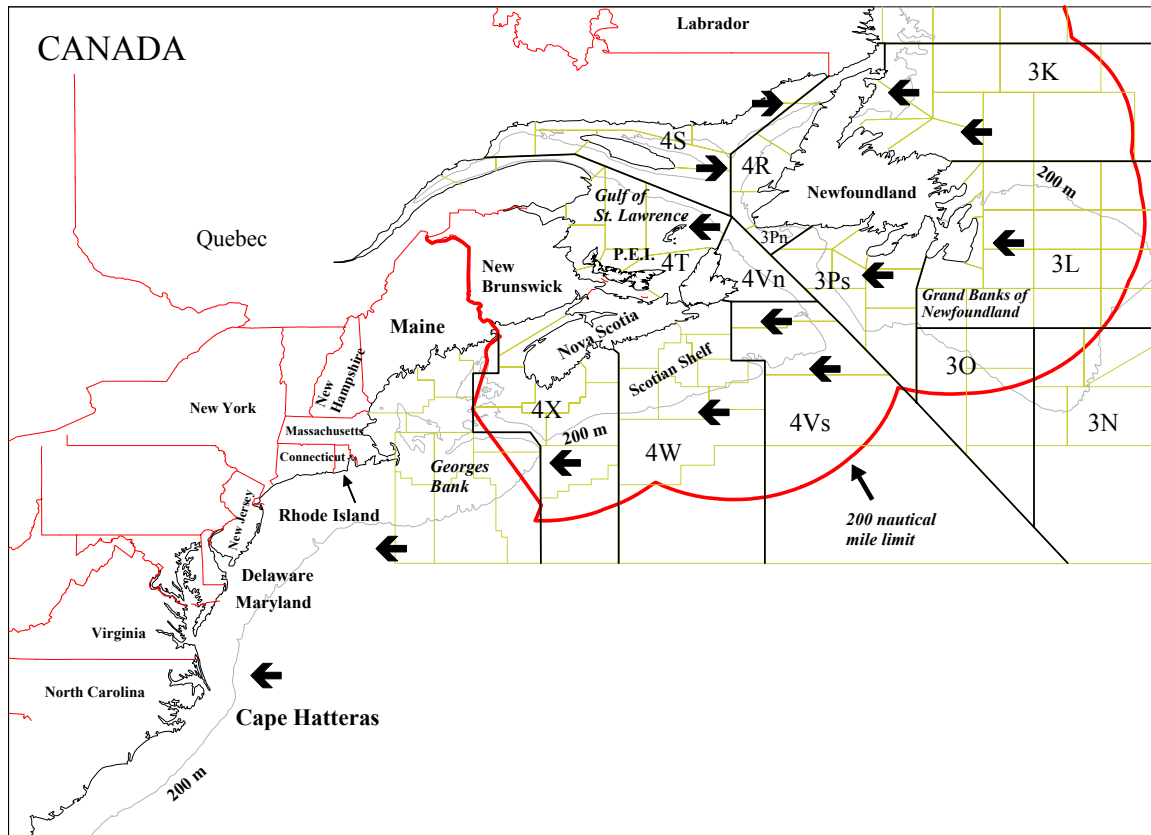 Labrador
CANADA
3K
4S
4R
Newfoundland
200 m
Gulf of
St. Lawrence
Quebec
3Pn
P.E.I.
4T
New
Brunswick
4Vn
3Ps
3L
Grand Banks of
Newfoundland
Maine
Nova Scotia
Scotian Shelf
New
Hampshire
3O
New York
4X
Massachusetts
200 m
4Vs
3N
Connecticut
4W
Georges
Bank
New Jersey
Rhode Island
200 nautical
mile limit
Delaware
Maryland
Virginia
North Carolina
Cape Hatteras
200 m